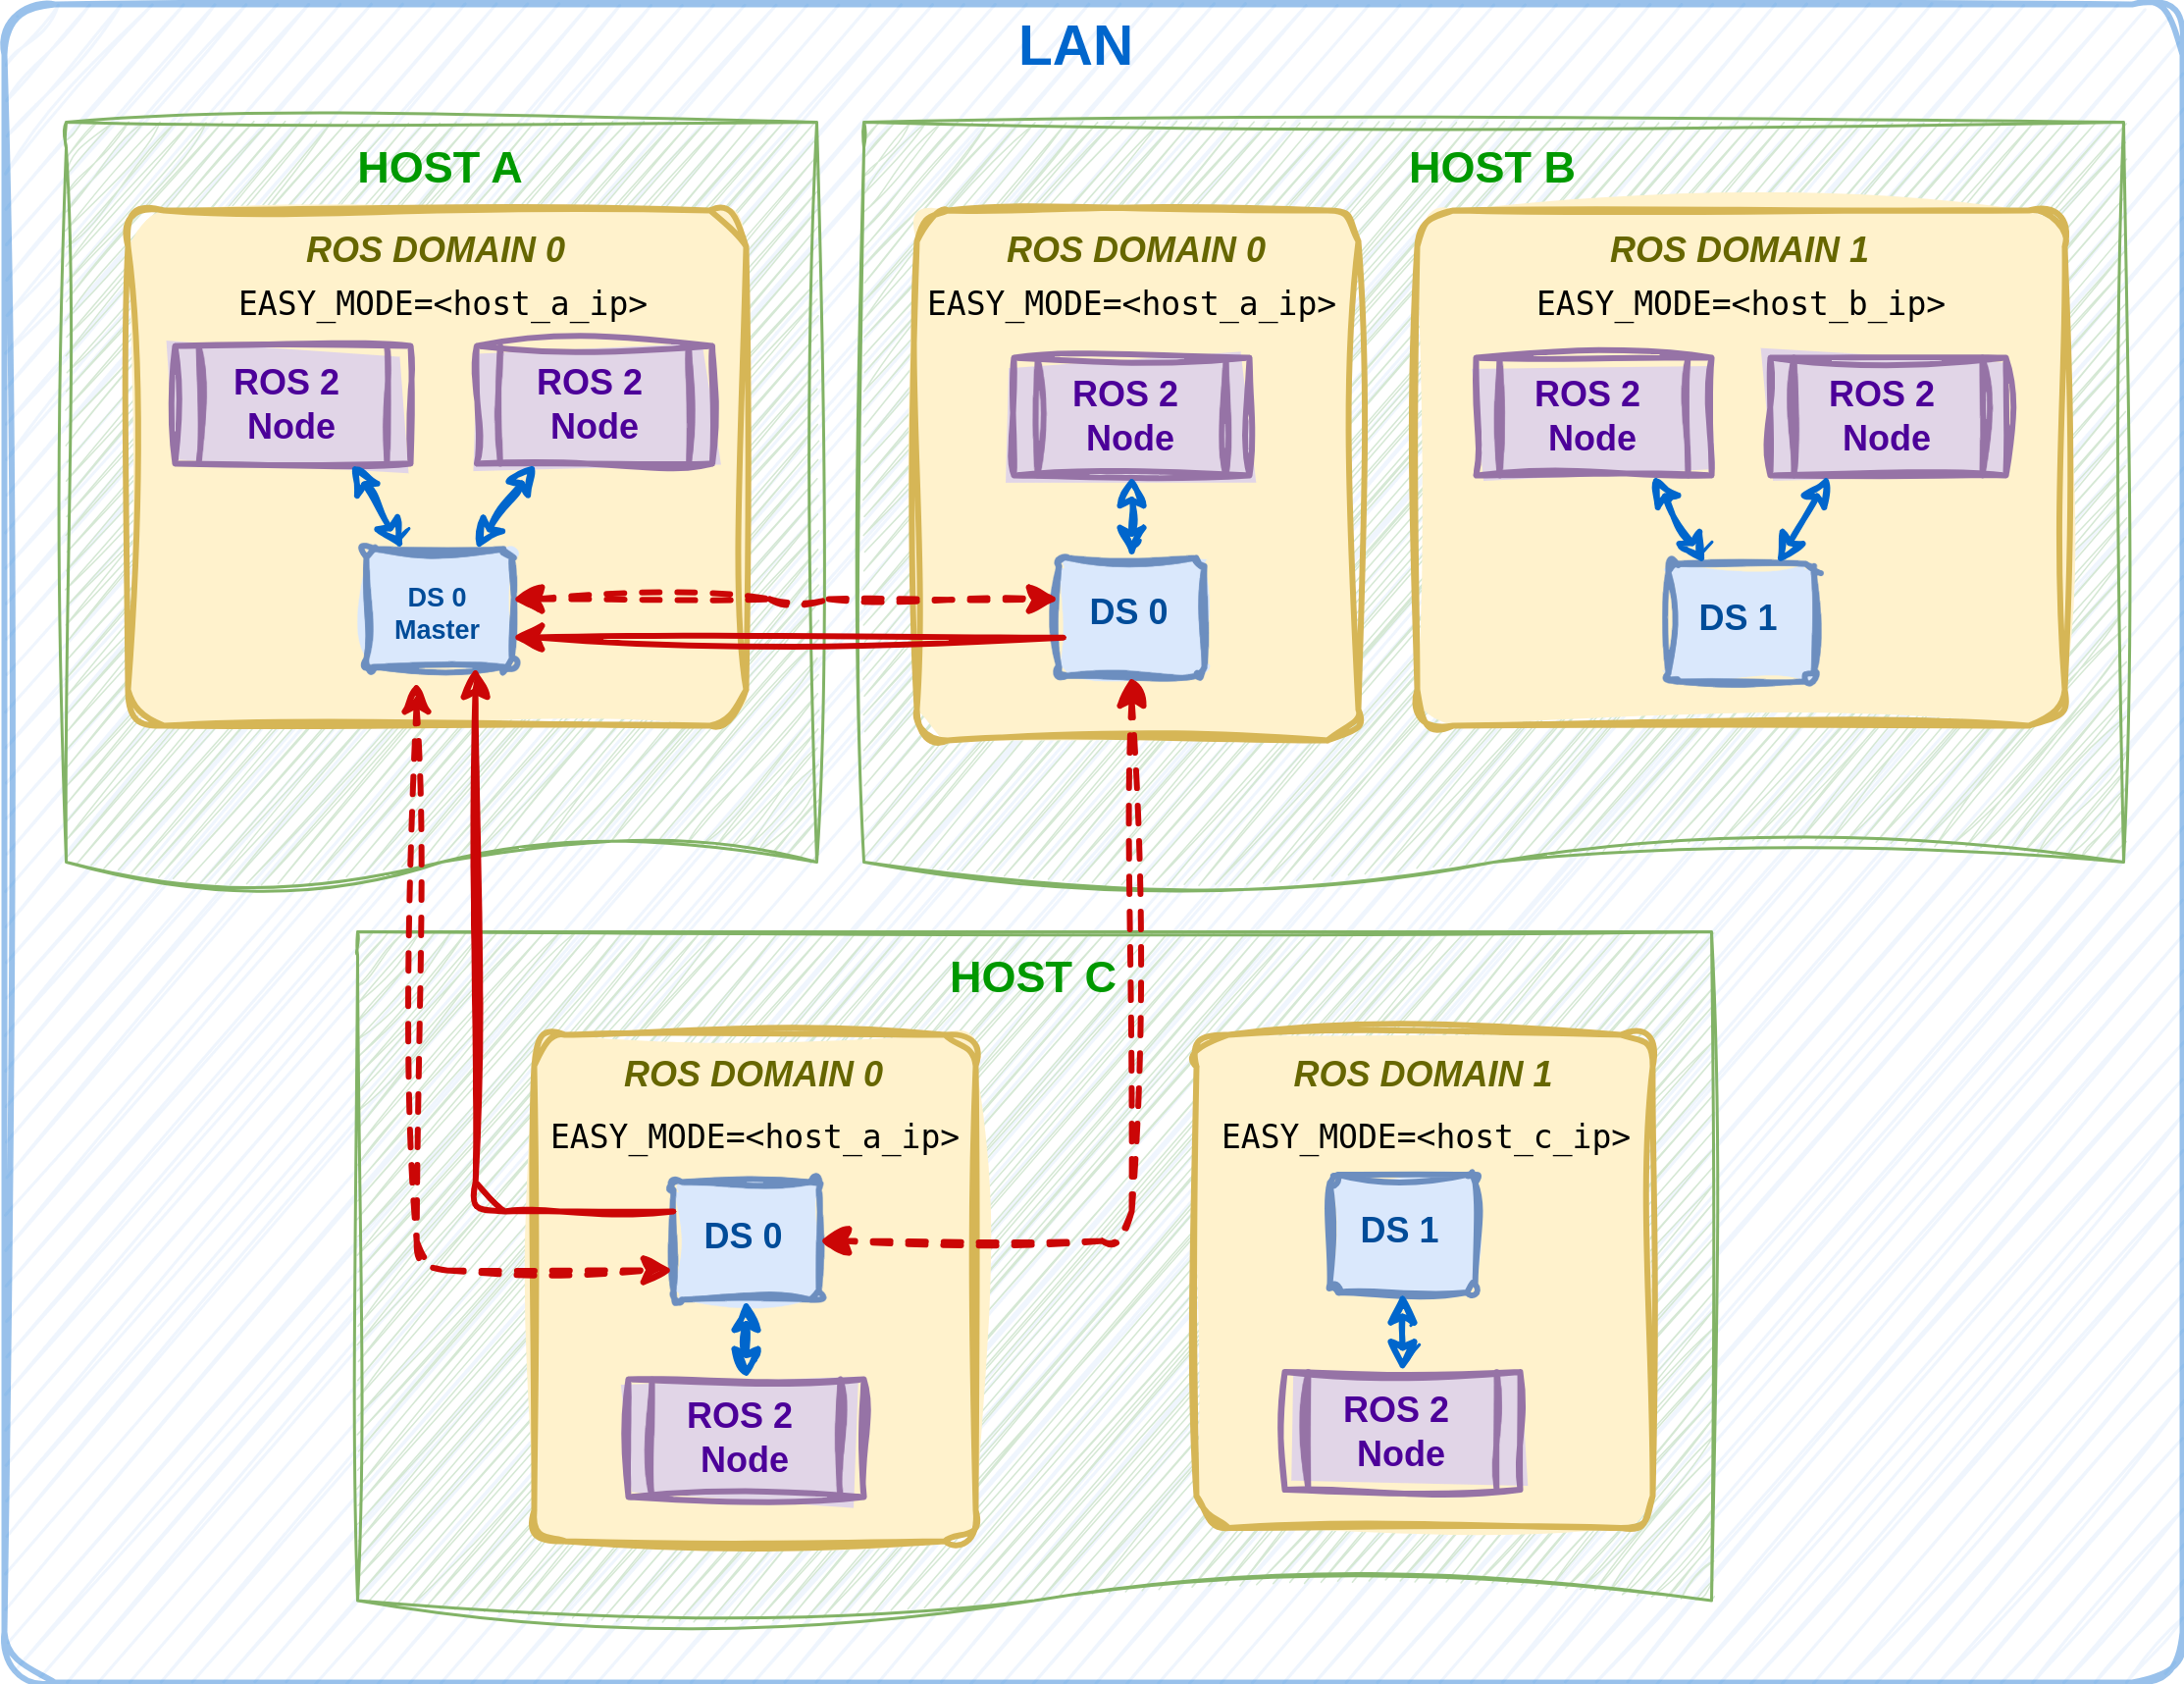 LAN
HOST A
ROS DOMAIN 0
EASY_MODE=<host_a_ip>
ROS 2
Node
ROS 2
Node
DS 0
Master
HOST B
ROS DOMAIN 0
EASY_MODE=<host_a_ip>
ROS 2
Node
DS 0
ROS DOMAIN 1
EASY_MODE=<host_b_ip>
ROS 2
Node
ROS 2
Node
DS 1
HOST C
ROS DOMAIN 0
EASY_MODE=<host_a_ip>
DS 0
ROS 2
Node
ROS DOMAIN 1
EASY_MODE=<host_c_ip>
DS 1
ROS 2
Node